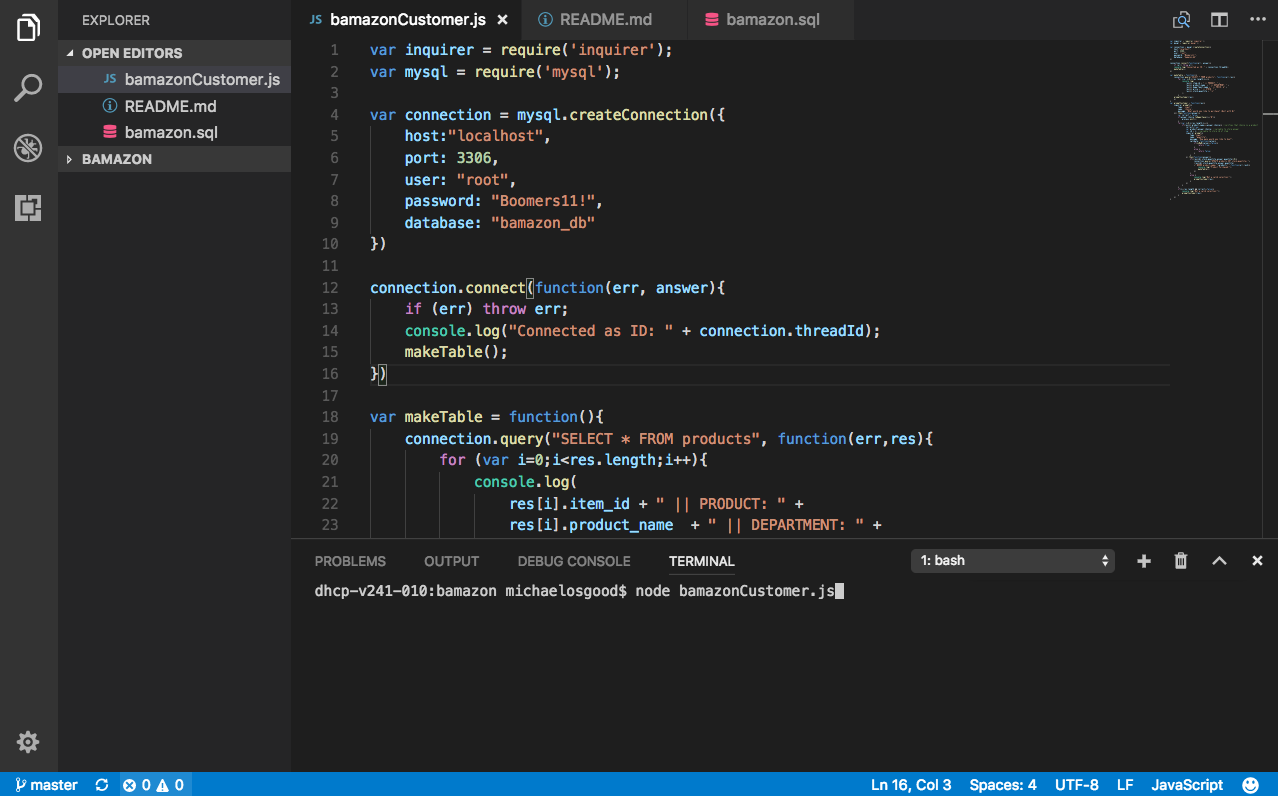 EXPLORER
OPEN EDITORS
JS bamazonCustomer.js
README.md
bamazon.sql
BAMAZON
JS bamazonCustomer.js
README.md
bamazon.sql
1 var inquirer = require('inquirer');
2 var mysql = require('mysql');
3
4 var connection = mysql.createConnection({
5 host:"localhost",
6 port: 3306,
7 user: "root",
8 password: "Boomers11!",
9 database: "bamazon_db"
10 })
11
12 connection.connect(function(err, answer){
13 if (err) throw err;
14 console.log("Connected as ID: " + connection.threadId);
15 makeTable();
16 })
17
18 var makeTable = function(){
19 connection.query("SELECT * FROM products", function(err,res){
20 for (var i=0;i<res.length;i++){
21 console.log(
22 res[i].item_id + " || PRODUCT: " +
23 res[i].product_name  + " || DEPARTMENT: " +
PROBLEMS OUTPUT DEBUG CONSOLE TERMINAL 1: bash
dhcp-v241-010:bamazon michaelosgood$ node bamazonCustomer.js
master 0 0 Ln 16, Col 3 Spaces: 4 UTF-8 LF JavaScript